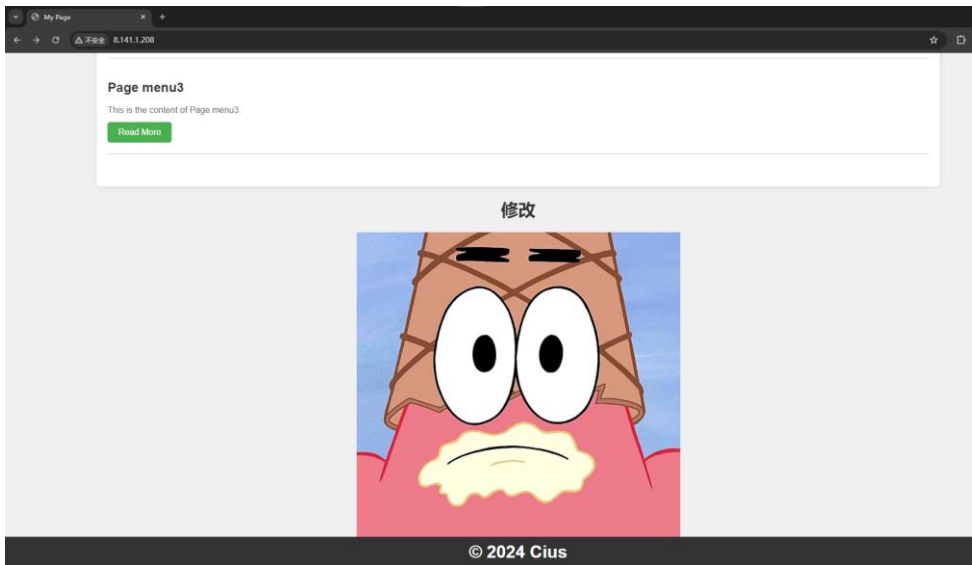 My Page
不安全 8.141.1.208
Page menu3
This is the content of Page menu3.
Read More
修改
© 2024 Cius